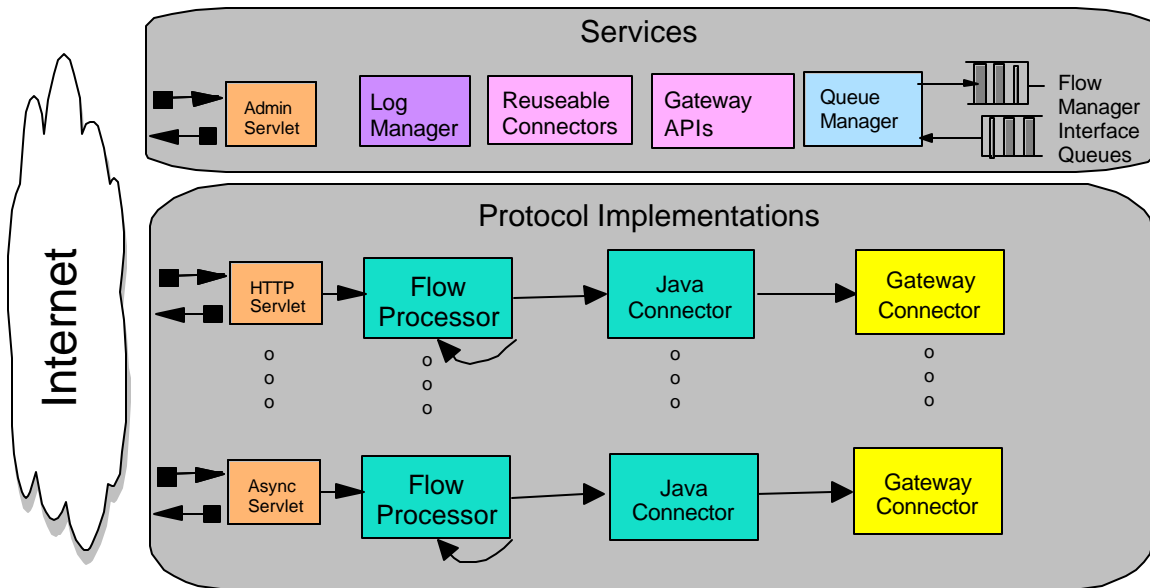 Services
Admin
Servlet
Log
Manager
Reuseable
Connectors
Gateway
APIs
Queue
Manager
Flow
Manager
Interface
Queues
Internet
Protocol Implementations
HTTP
Servlet
Flow
Processor
Java
Connector
Gateway
Connector
o o o o
o o o o
o o o o
Async
Servlet
Flow
Processor
Java
Connector
Gateway
Connector